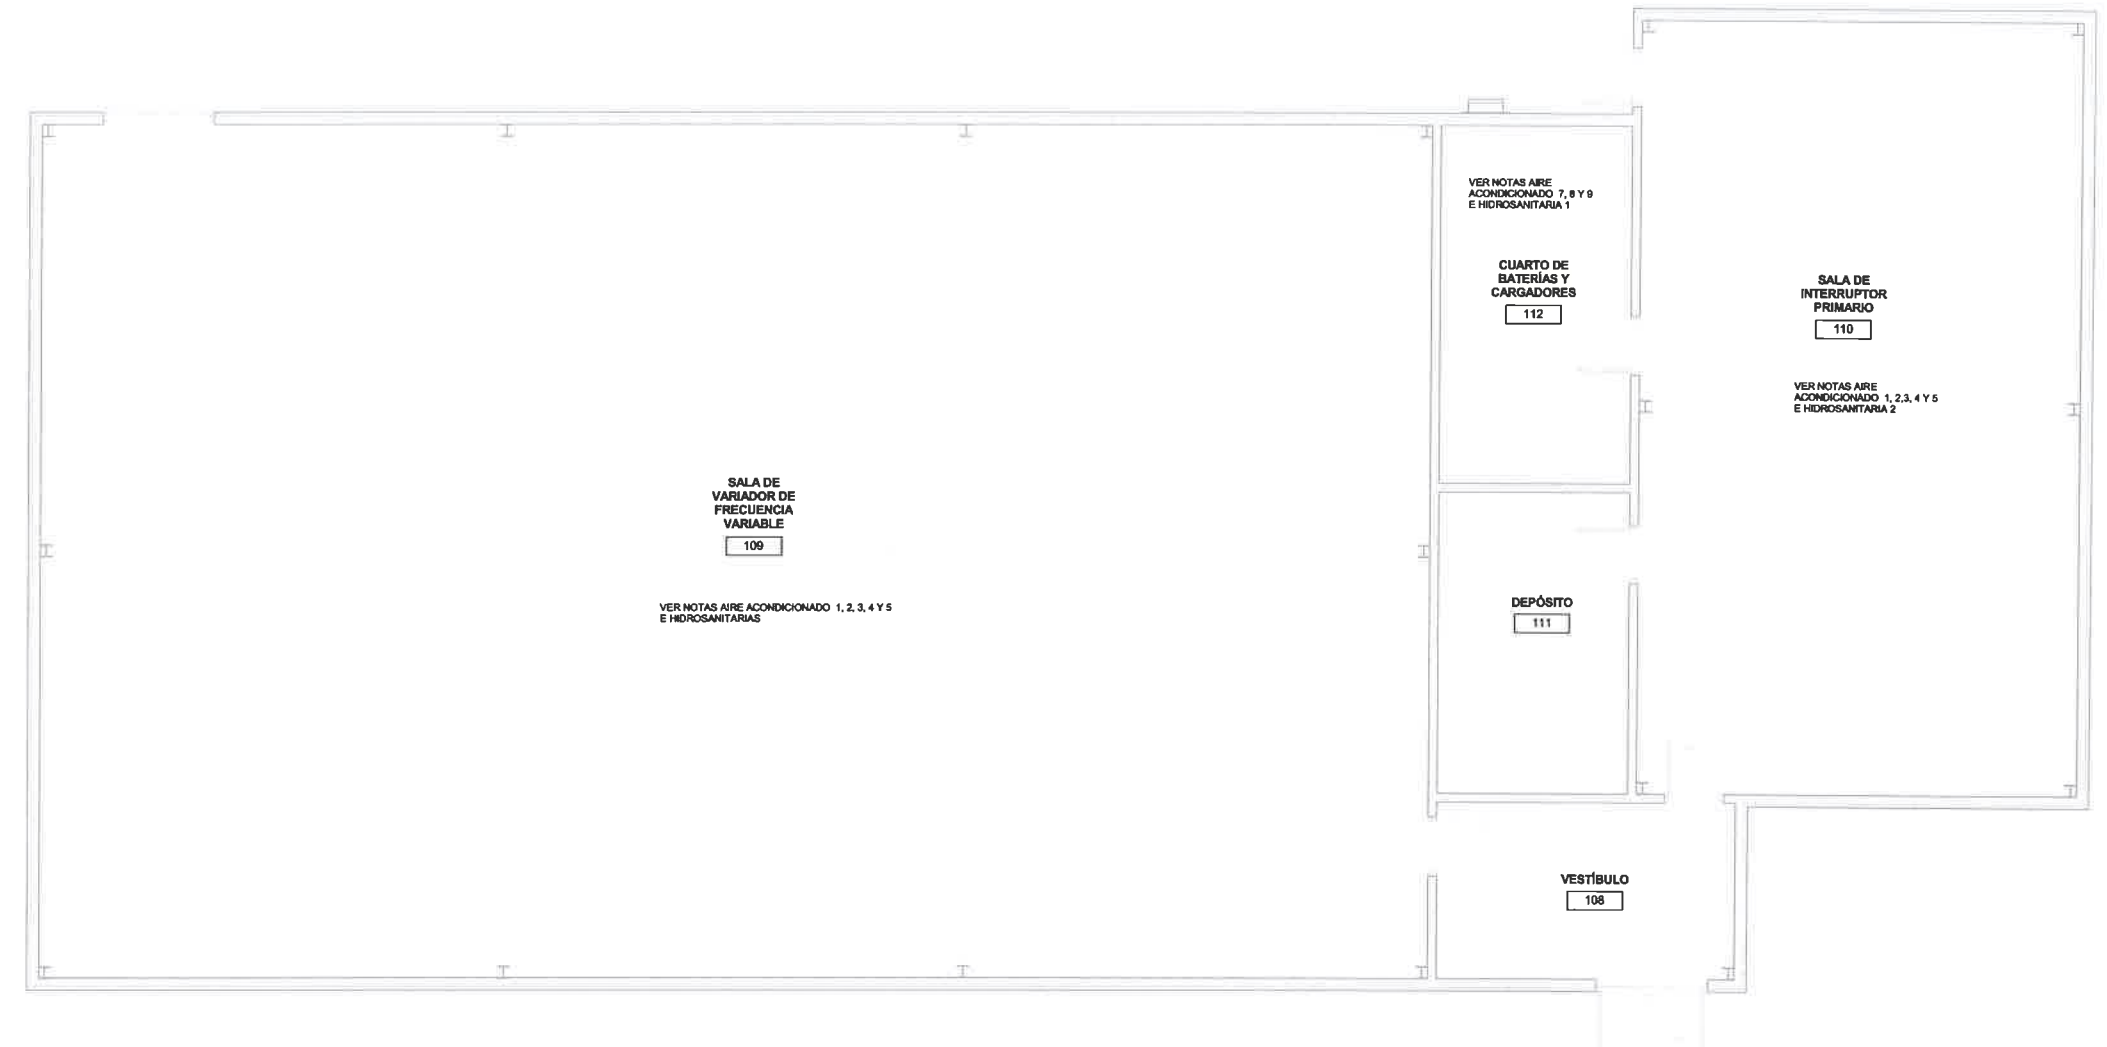 VER NOTAS AIRE
ACONDICIONADO 7, 8 Y 9
E HIDROSANITARIA 1
CUARTO DE
BATERÍAS Y
CARGADORES
112
SALA DE
INTERRUPTOR
PRIMARIO
110
VER NOTAS AIRE
ACONDICIONADO 1, 2,3, 4 Y 5
E HIDROSANITARIA 2
SALA DE
VARIADOR DE
FRECUENCIA
VARIABLE
109
VER NOTAS AIRE ACONDICIONADO 1, 2, 3, 4 Y 5
E HIDROSANITARIAS
DEPÓSITO
111
VESTÍBULO
108